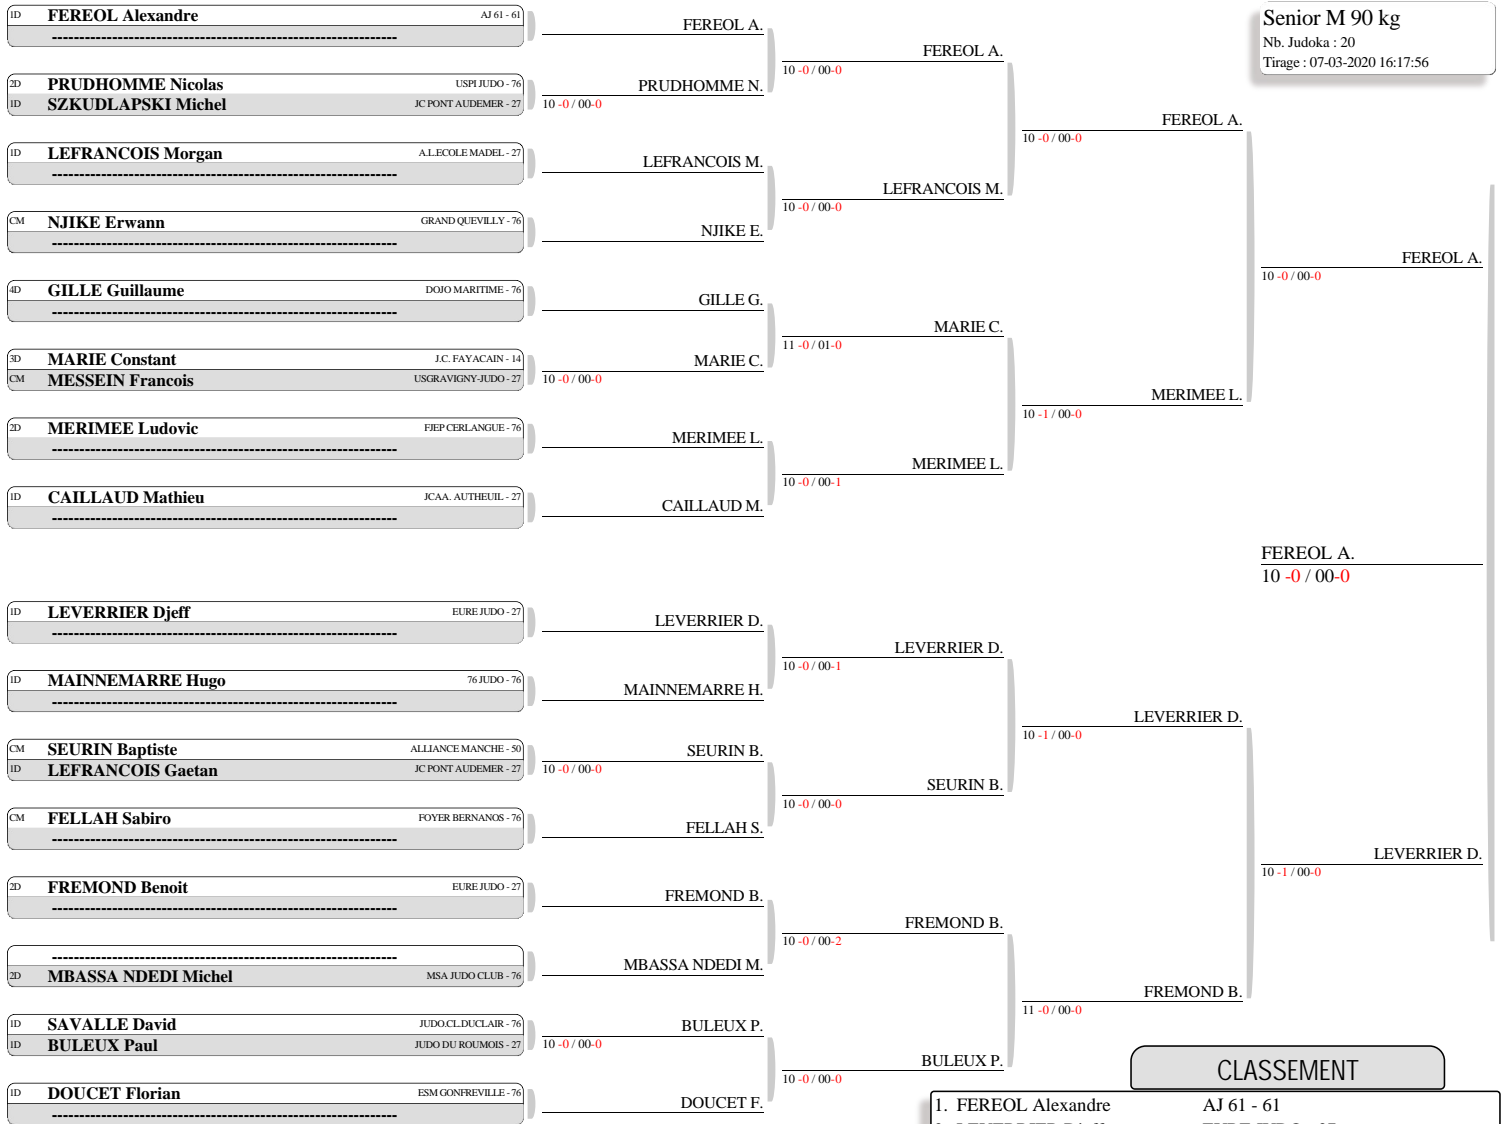 Senior M 90 kg
Nb. Judoka : 20
Tirage : 07-03-2020 16:17:56
1D FEREOL Alexandre AJ 61 - 61
----------------------------------------------------------------
2D PRUDHOMME Nicolas USPI JUDO - 76
1D SZKUDLAPSKI Michel JC PONT AUDEMER - 27
1D LEFRANCOIS Morgan A.L.ECOLE MADEL - 27
----------------------------------------------------------------
CM NJIKE Erwann GRAND QUEVILLY - 76
----------------------------------------------------------------
4D GILLE Guillaume DOJO MARITIME - 76
----------------------------------------------------------------
3D MARIE Constant J.C. FAYACAIN - 14
CM MESSEIN Francois USGRAVIGNY-JUDO - 27
2D MERIMEE Ludovic FJEP CERLANGUE - 76
----------------------------------------------------------------
1D CAILLAUD Mathieu JCAA. AUTHEUIL - 27
----------------------------------------------------------------
1D LEVERRIER Djeff EURE JUDO - 27
----------------------------------------------------------------
1D MAINNEMARRE Hugo 76 JUDO - 76
----------------------------------------------------------------
CM SEURIN Baptiste ALLIANCE MANCHE - 50
1D LEFRANCOIS Gaetan JC PONT AUDEMER - 27
CM FELLAH Sabiro FOYER BERNANOS - 76
----------------------------------------------------------------
2D FREMOND Benoit EURE JUDO - 27
----------------------------------------------------------------
----------------------------------------------------------------
2D MBASSA NDEDI Michel MSA JUDO CLUB - 76
1D SAVALLE David JUDO.CL.DUCLAIR - 76
1D BULEUX Paul JUDO DU ROUMOIS - 27
1D DOUCET Florian ESM GONFREVILLE - 76
----------------------------------------------------------------
FEREOL A.
PRUDHOMME N.
10 -0 / 00-0
LEFRANCOIS M.
NJIKE E.
GILLE G.
MARIE C.
10 -0 / 00-0
MERIMEE L.
CAILLAUD M.
LEVERRIER D.
MAINNEMARRE H.
SEURIN B.
10 -0 / 00-0
FELLAH S.
FREMOND B.
MBASSA NDEDI M.
BULEUX P.
10 -0 / 00-0
DOUCET F.
FEREOL A.
10 -0 / 00-0
LEFRANCOIS M.
10 -0 / 00-0
MARIE C.
11 -0 / 01-0
MERIMEE L.
10 -0 / 00-1
LEVERRIER D.
10 -0 / 00-1
SEURIN B.
10 -0 / 00-0
FREMOND B.
10 -0 / 00-2
BULEUX P.
10 -0 / 00-0
FEREOL A.
10 -0 / 00-0
MERIMEE L.
10 -1 / 00-0
LEVERRIER D.
10 -1 / 00-0
FREMOND B.
11 -0 / 00-0
FEREOL A.
10 -0 / 00-0
LEVERRIER D.
10 -1 / 00-0
FEREOL A.
10 -0 / 00-0
CLASSEMENT
1. FEREOL Alexandre AJ 61 - 61